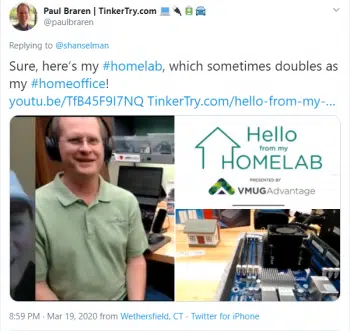 Paul Braren | TinkerTry.com
@paulbraren
Replying to @shanselman
Sure, here's my #homelab, which sometimes doubles as
my #homeoffice!
youtu.be/TfB45F9I7NQ TinkerTry.com/hello-from-my-...
Hello
from my
HOMELAB
PRESENTED BY
VMUG Advantage
8:59 PM · Mar 19, 2020 from Wethersfield, CT · Twitter for iPhone